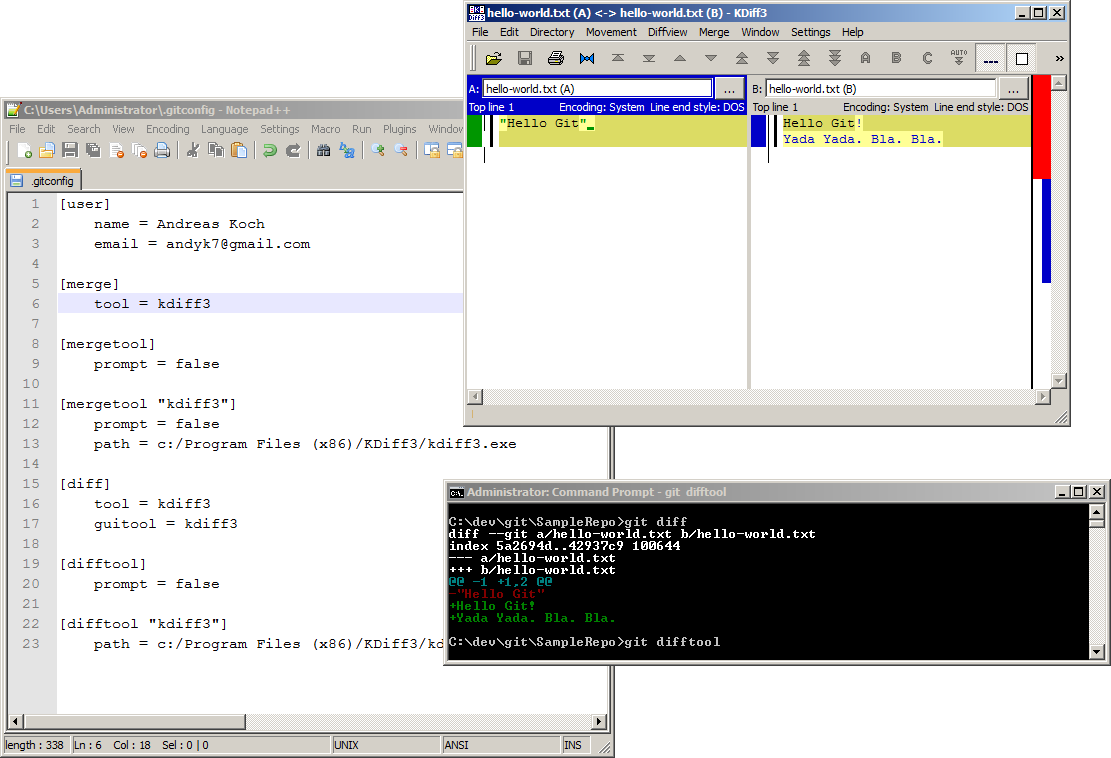 hello-world.txt (A) <-> hello-world.txt (B) - KDiff3
File Edit Directory Movement Diffview Merge Window Settings Help
A B C AUTO
A: hello-world.txt (A) ... B: hello-world.txt (B) ...
Top line 1 Encoding: System Line end style: DOS Top line 1 Encoding: System Line end style: DOS
"Hello Git" Hello Git!
Yada Yada. Bla. Bla.
C:\Users\Administrator\.gitconfig - Notepad++
File Edit Search View Encoding Language Settings Macro Run Plugins Window
.gitconfig
1 [user]
2 name = Andreas Koch
3 email = andyk7@gmail.com
4
5 [merge]
6 tool = kdiff3
7
8 [mergetool]
9 prompt = false
10
11 [mergetool "kdiff3"]
12 prompt = false
13 path = c:/Program Files (x86)/KDiff3/kdiff3.exe
14
15 [diff]
16 tool = kdiff3
17 guitool = kdiff3
18
19 [difftool]
20 prompt = false
21
22 [difftool "kdiff3"]
23 path = c:/Program Files (x86)/KDiff3/kd
length : 338 Ln : 6 Col : 18 Sel : 0 | 0 UNIX ANSI INS
Administrator: Command Prompt - git difftool
C:\dev\git\SampleRepo>git diff
diff --git a/hello-world.txt b/hello-world.txt
index 5a2694d..42937c9 100644
--- a/hello-world.txt
+++ b/hello-world.txt
@@ -1 +1,2 @@
-"Hello Git"
+Hello Git!
+Yada Yada. Bla. Bla.
C:\dev\git\SampleRepo>git difftool